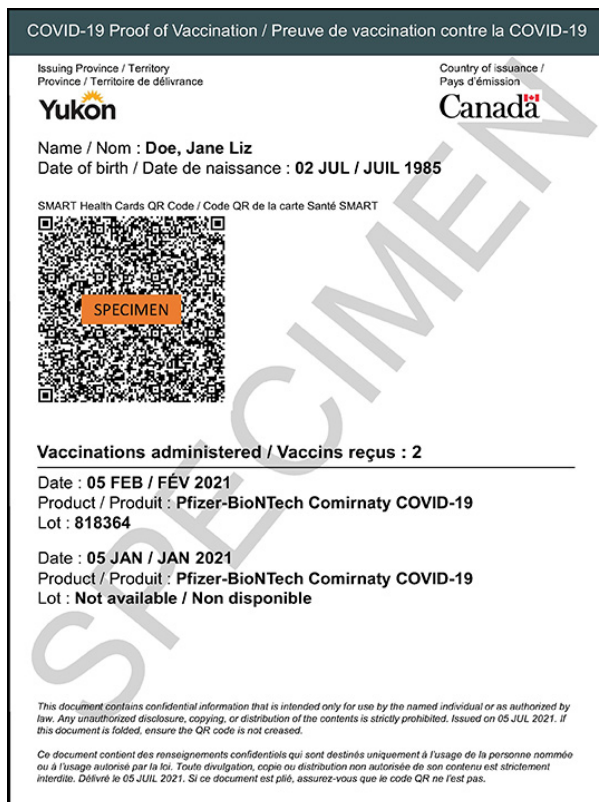 COVID-19 Proof of Vaccination / Preuve de vaccination contre la COVID-19
Issuing Province / Territory
Province / Territoire de délivrance
Yukon
Country of issuance /
Pays d'émission
Canada
Name / Nom : Doe, Jane Liz
Date of birth / Date de naissance : 02 JUL / JUIL 1985
SMART Health Cards QR Code / Code QR de la carte Santé SMART
SPECIMEN
SPECIMEN
Vaccinations administered / Vaccins reçus : 2
Date : 05 FEB / FÉV 2021
Product / Produit : Pfizer-BioNTech Comirnaty COVID-19
Lot : 818364
Date : 05 JAN / JAN 2021
Product / Produit : Pfizer-BioNTech Comirnaty COVID-19
Lot : Not available / Non disponible
This document contains confidential information that is intended only for use by the named individual or as authorized by
law. Any unauthorized disclosure, copying, or distribution of the contents is strictly prohibited. Issued on 05 JUL 2021. If
this document is folded, ensure the QR code is not creased.
Ce document contient des renseignements confidentiels qui sont destinés uniquement à l'usage de la personne nommée
ou à l'usage autorisé par la loi. Toute divulgation, copie ou distribution non autorisée de son contenu est strictement
interdite. Délivré le 05 JUIL 2021. Si ce document est plié, assurez-vous que le code QR ne l'est pas.